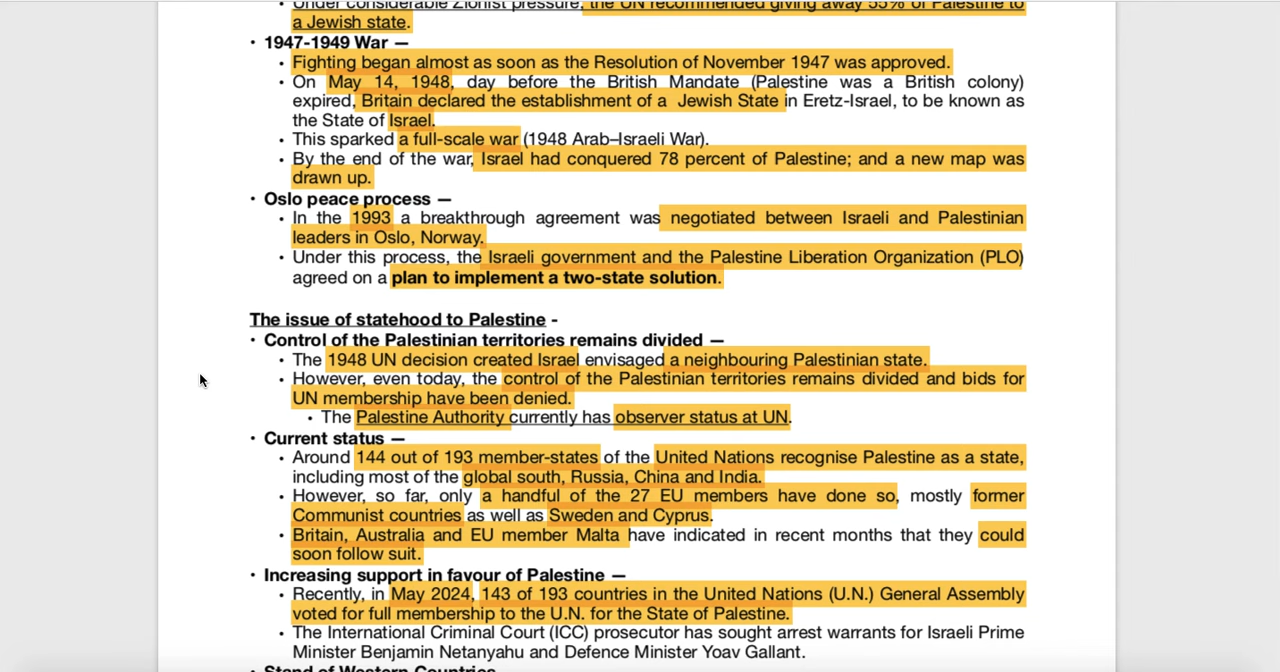 • Under considerable Zionist pressure, the UN recommended giving away 55% of Palestine to
a Jewish state.
• 1947-1949 War —
• Fighting began almost as soon as the Resolution of November 1947 was approved.
• On May 14, 1948, day before the British Mandate (Palestine was a British colony)
expired, Britain declared the establishment of a Jewish State in Eretz-Israel, to be known as
the State of Israel.
• This sparked a full-scale war (1948 Arab–Israeli War).
• By the end of the war, Israel had conquered 78 percent of Palestine; and a new map was
drawn up.
• Oslo peace process —
• In the 1993 a breakthrough agreement was negotiated between Israeli and Palestinian
leaders in Oslo, Norway.
• Under this process, the Israeli government and the Palestine Liberation Organization (PLO)
agreed on a plan to implement a two-state solution.
The issue of statehood to Palestine -
• Control of the Palestinian territories remains divided —
• The 1948 UN decision created Israel envisaged a neighbouring Palestinian state.
• However, even today, the control of the Palestinian territories remains divided and bids for
UN membership have been denied.
• The Palestine Authority currently has observer status at UN.
• Current status —
• Around 144 out of 193 member-states of the United Nations recognise Palestine as a state,
including most of the global south, Russia, China and India.
• However, so far, only a handful of the 27 EU members have done so, mostly former
Communist countries as well as Sweden and Cyprus.
• Britain, Australia and EU member Malta have indicated in recent months that they could
soon follow suit.
• Increasing support in favour of Palestine —
• Recently, in May 2024, 143 of 193 countries in the United Nations (U.N.) General Assembly
voted for full membership to the U.N. for the State of Palestine.
• The International Criminal Court (ICC) prosecutor has sought arrest warrants for Israeli Prime
Minister Benjamin Netanyahu and Defence Minister Yoav Gallant.
• Stand of Western Countries